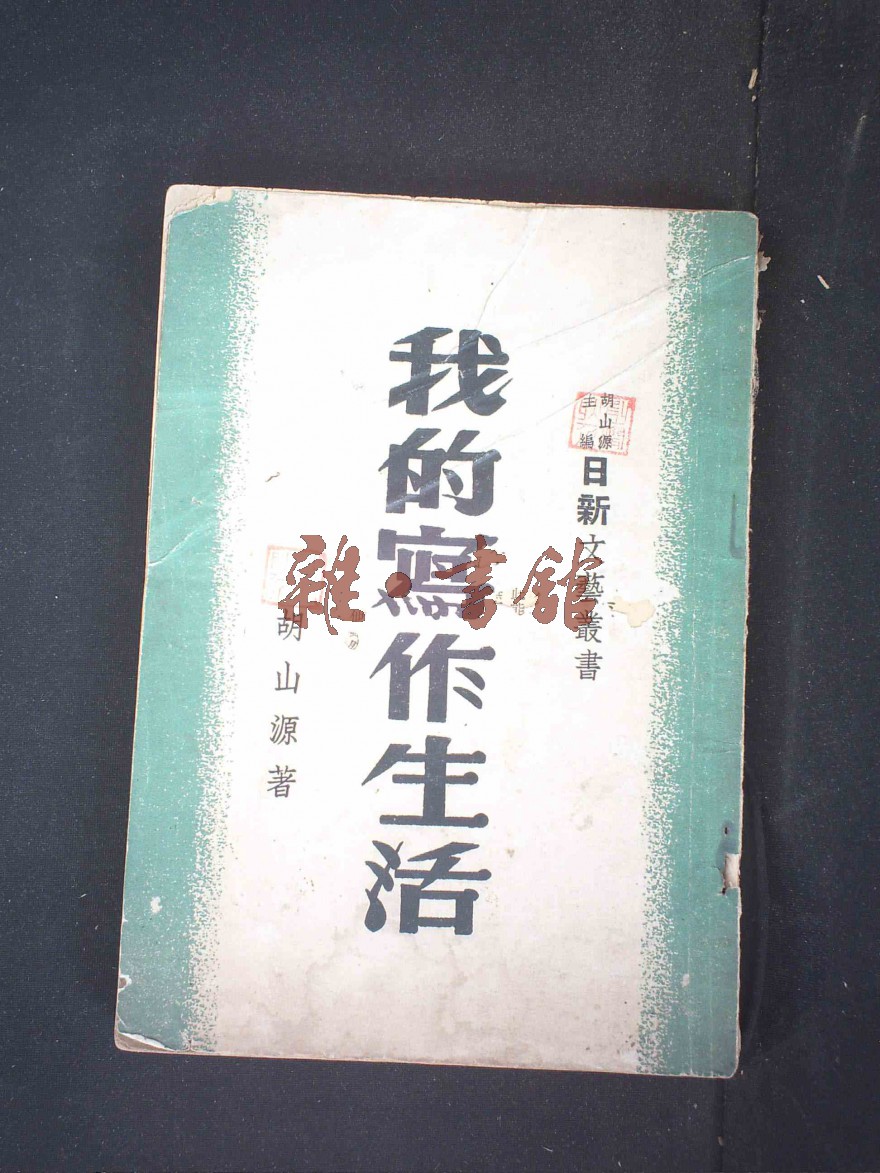 胡山源
主編
日新文藝叢書
我的寫作生活
胡山源著
雜·書館